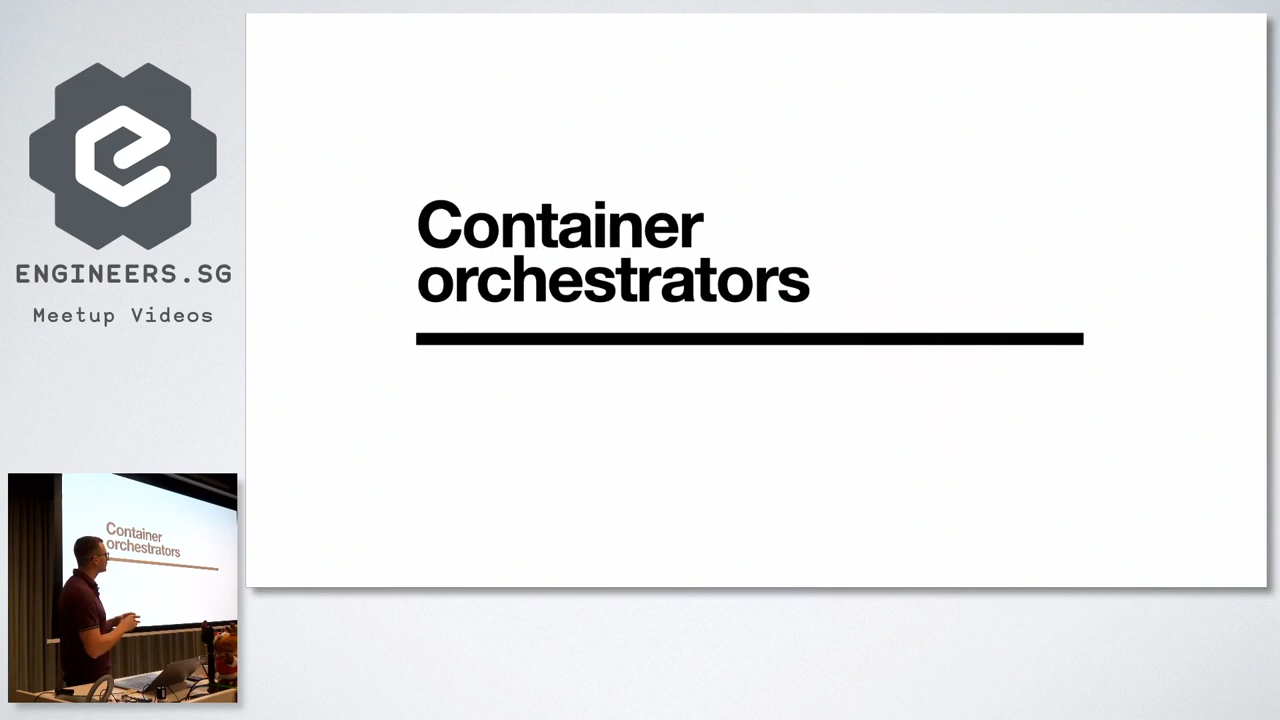 ENGINEERS.SG
Meetup Videos
Container
orchestrators
Container
orchestrators